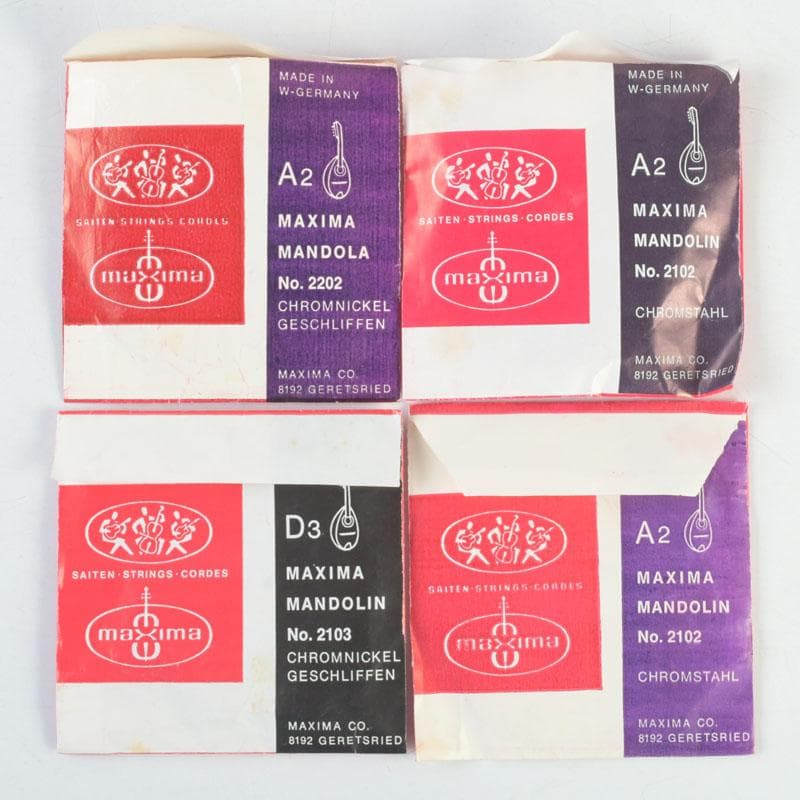 MADE IN
W-GERMANY
A2
SAITEN·STRINGS·CORDES
maxima
MAXIMA
MANDOLA
No. 2202
CHROMNICKEL
GESCHLIFFEN
MAXIMA CO.
8192 GERETSRIED
MADE IN
W-GERMANY
A2
SAITEN·STRINGS·CORDES
maxima
MAXIMA
MANDOLIN
No. 2102
CHROMSTAHL
MAXIMA CO.
8192 GERETSRIED
D3
SAITEN·STRINGS·CORDES
maxima
MAXIMA
MANDOLIN
No. 2103
CHROMNICKEL
GESCHLIFFEN
MAXIMA CO.
8192 GERETSRIED
A2
SAITEN·STRINGS·CORDES
maxima
MAXIMA
MANDOLIN
No. 2102
CHROMSTAHL
MAXIMA CO.
8192 GERETSRIED